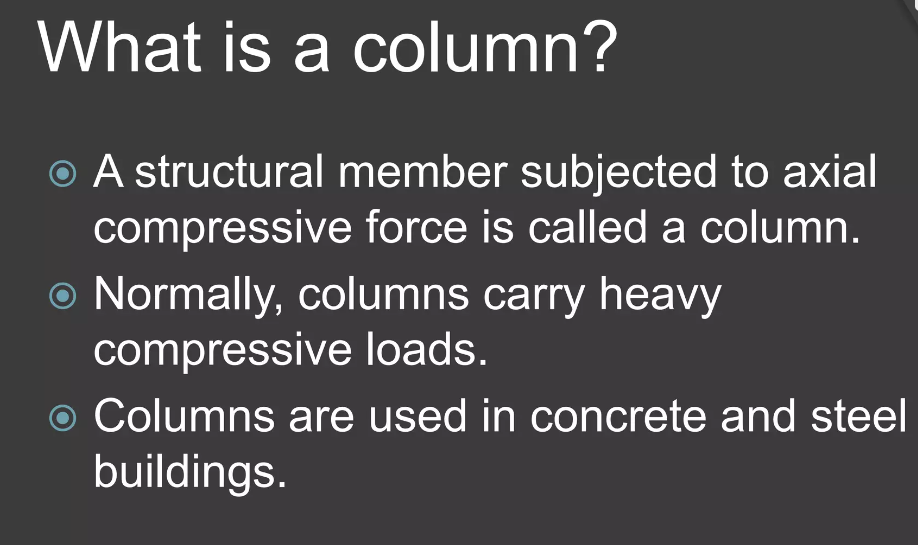 What is a column?
A structural member subjected to axial
compressive force is called a column.
Normally, columns carry heavy
compressive loads.
Columns are used in concrete and steel
buildings.